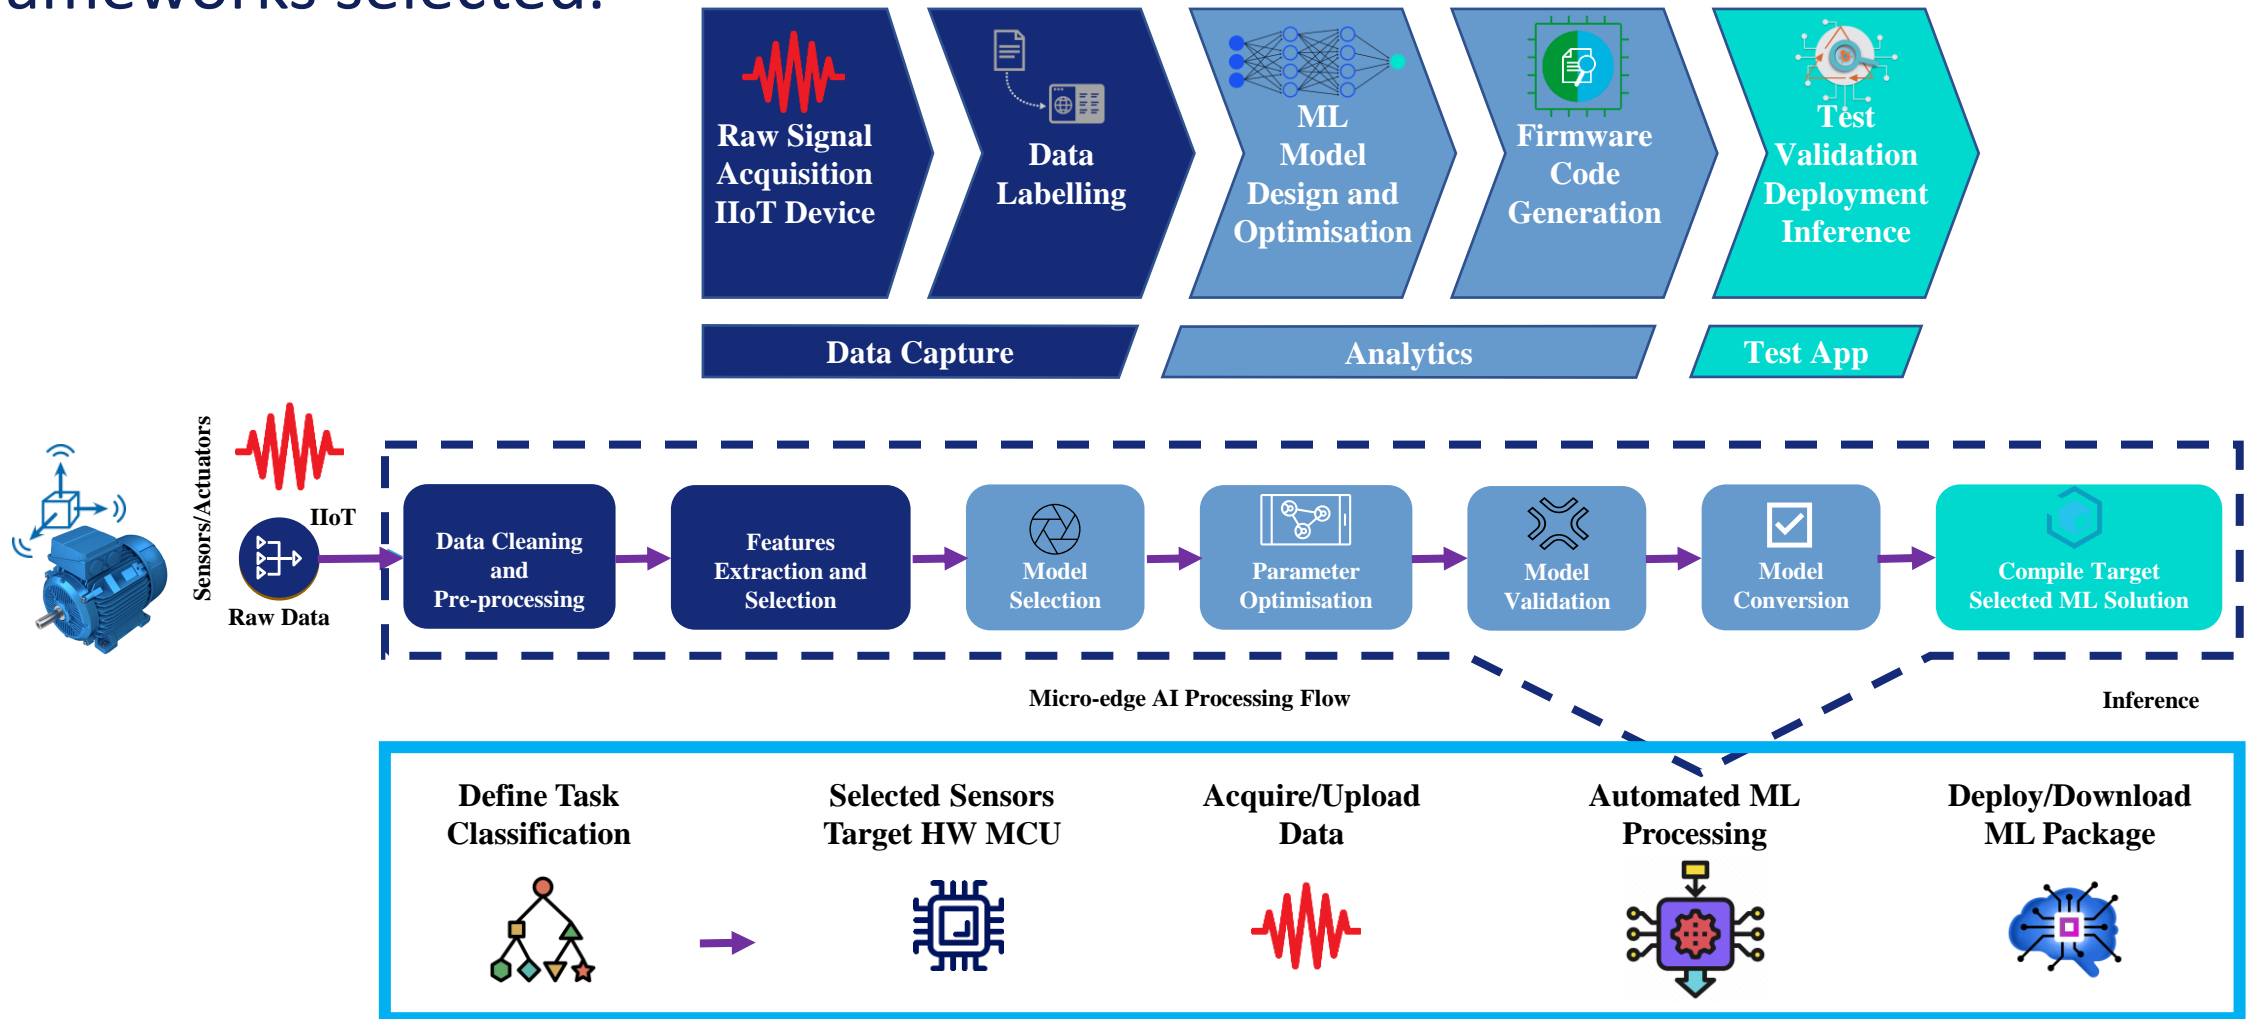 ameworks selected.
Raw Signal
Acquisition
IIoT Device
Data
Labelling
ML
Model
Design and
Optimisation
Firmware
Code
Generation
Test
Validation
Deployment
Inference
Data Capture
Analytics
Test App
Sensors/Actuators
IIoT
Raw Data
Data Cleaning
and
Pre-processing
Features
Extraction and
Selection
Model
Selection
Parameter
Optimisation
Model
Validation
Model
Conversion
Compile Target
Selected ML Solution
Micro-edge AI Processing Flow
Inference
Define Task
Classification
Selected Sensors
Target HW MCU
Acquire/Upload
Data
Automated ML
Processing
Deploy/Download
ML Package